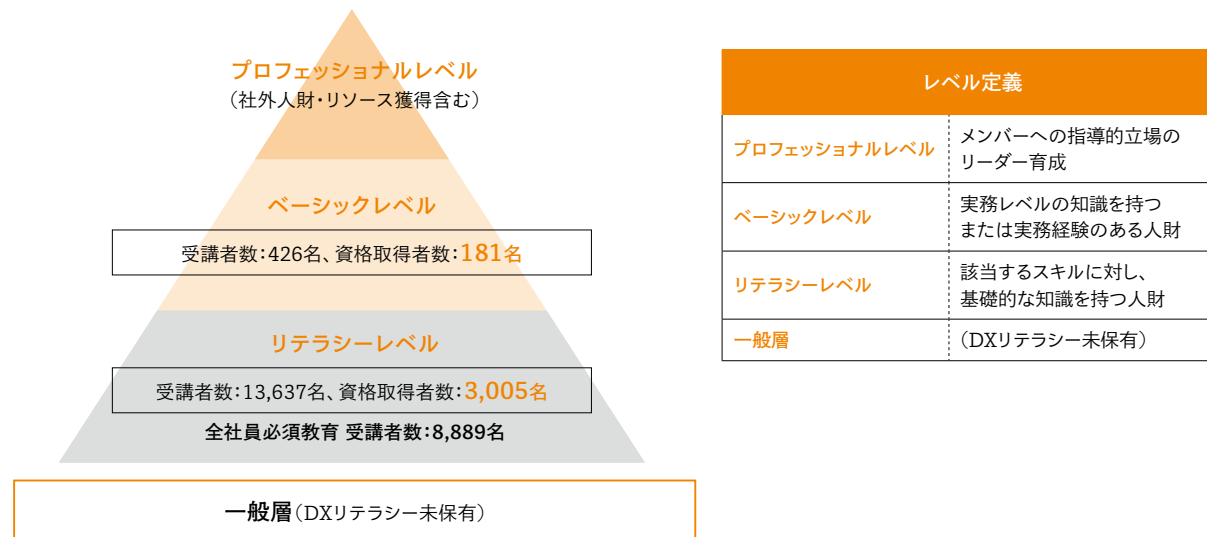 プロフェッショナルレベル
（社外人財・リソース獲得含む）
ベーシックレベル
受講者数：426名、資格取得者数：181名
リテラシーレベル
受講者数：13,637名、資格取得者数：3,005名
全社員必須教育 受講者数：8,889名
一般層（DXリテラシー未保有）
レベル定義
プロフェッショナルレベル
メンバーへの指導的立場の
リーダー育成
ベーシックレベル
実務レベルの知識を持つ
または実務経験のある人財
リテラシーレベル
該当するスキルに対し、
基礎的な知識を持つ人財
一般層
（DXリテラシー未保有）